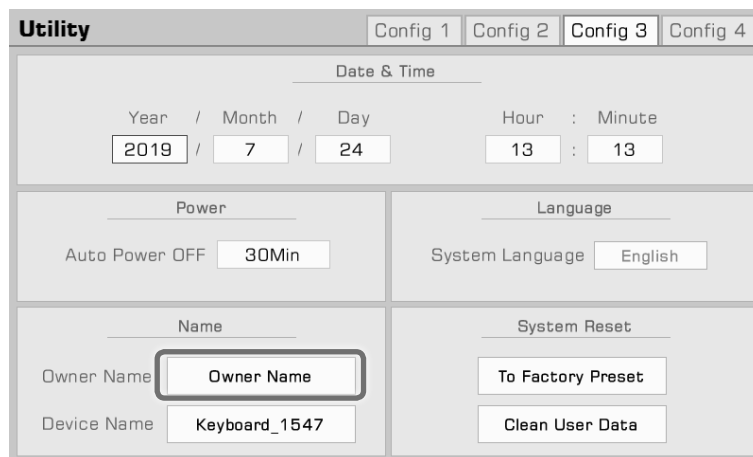 Utility Config 1 Config 2 Config 3 Config 4
Date & Time
Year / Month / Day Hour : Minute
2019 / 7 / 24 13 : 13
Power
Auto Power OFF 30Min
Language
System Language English
Name
Owner Name Owner Name
Device Name Keyboard_1547
System Reset
To Factory Preset
Clean User Data